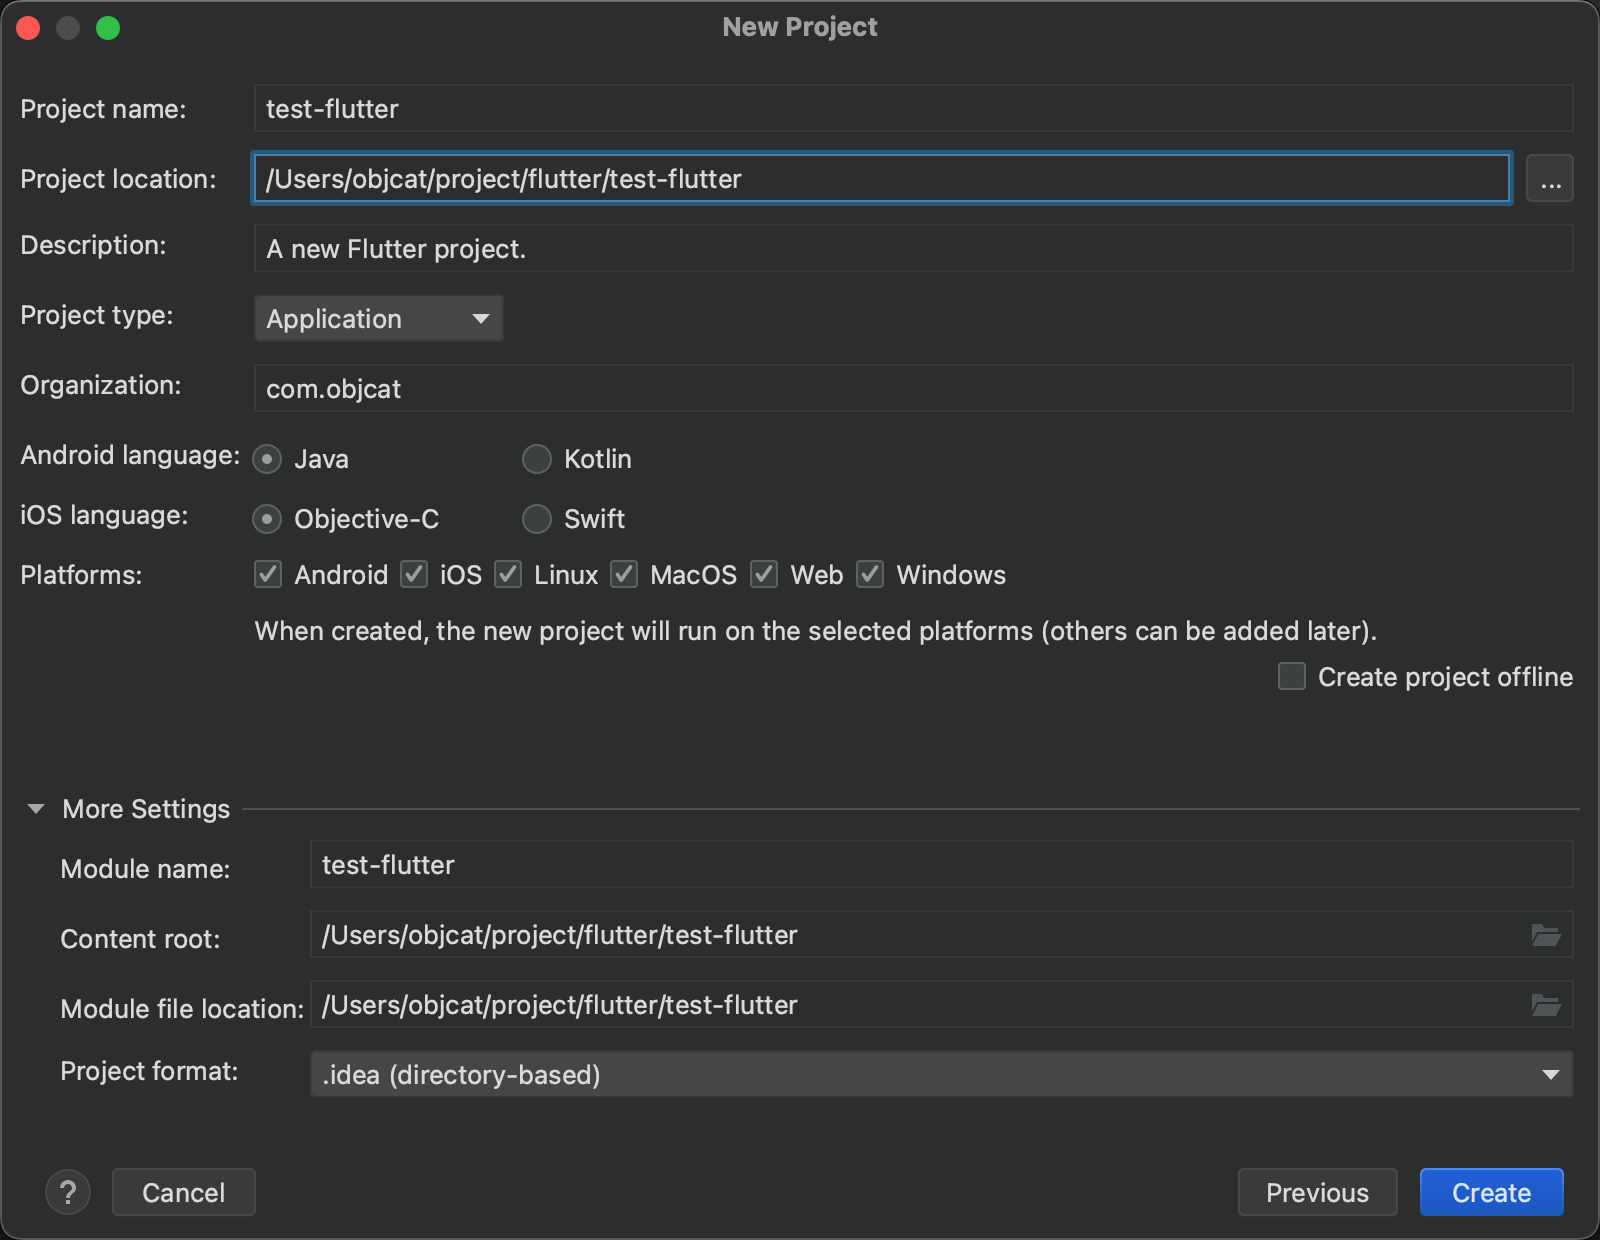 New Project
Project name: test-flutter
Project location: /Users/objcat/project/flutter/test-flutter ...
Description: A new Flutter project.
Project type: Application
Organization: com.objcat
Android language: Java Kotlin
iOS language: Objective-C Swift
Platforms: Android iOS Linux MacOS Web Windows
When created, the new project will run on the selected platforms (others can be added later).
Create project offline
More Settings
Module name: test-flutter
Content root: /Users/objcat/project/flutter/test-flutter
Module file location: /Users/objcat/project/flutter/test-flutter
Project format: .idea (directory-based)
? Cancel Previous Create